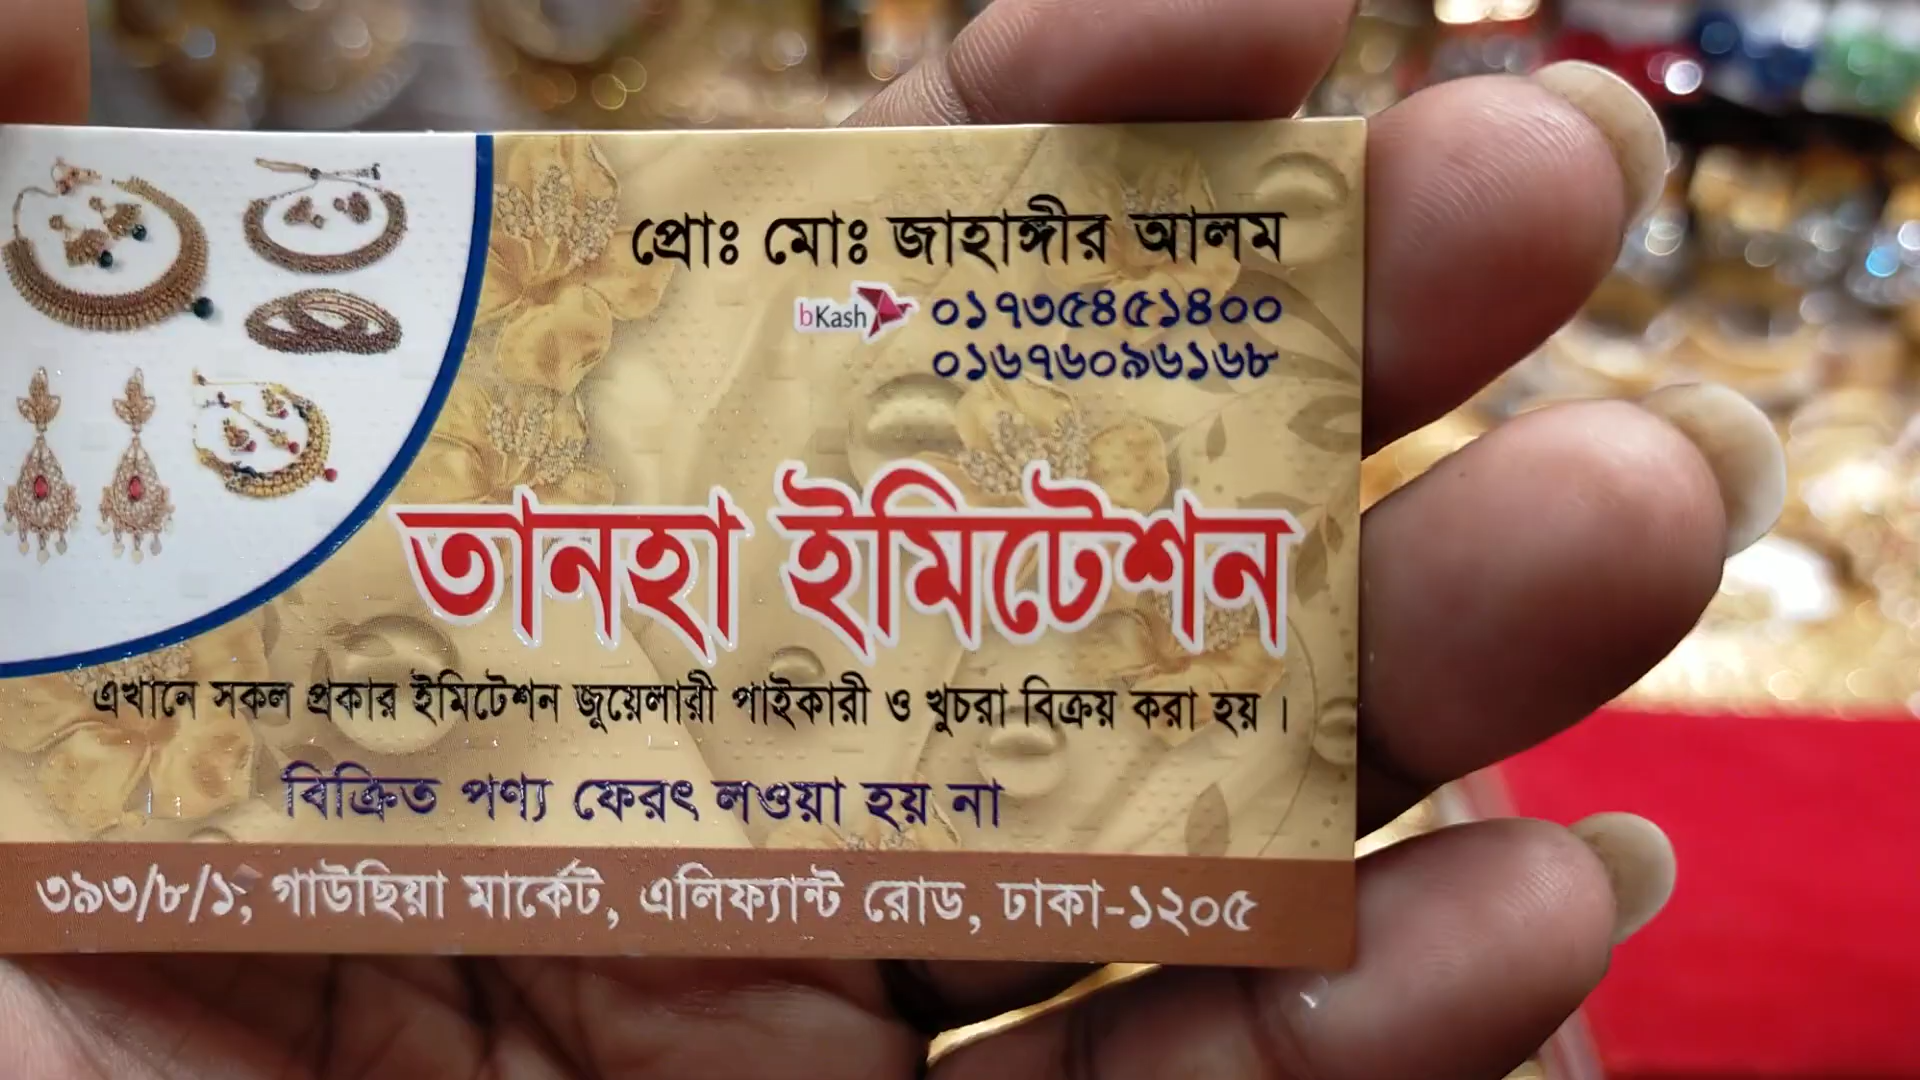 প্রোঃ মোঃ জাহাঙ্গীর আলম
bKash ০১৭৩৫৪৫১৪০০
০১৬৭৬০৯৬১৬৮
তানহা ইমিটেশন
এখানে সকল প্রকার ইমিটেশন জুয়েলারী পাইকারী ও খুচরা বিক্রয় করা হয় ।
বিক্রিত পণ্য ফেরৎ লওয়া হয় না
৩৯৩/৮/১, গাউছিয়া মার্কেট, এলিফ্যান্ট রোড, ঢাকা-১২০৫